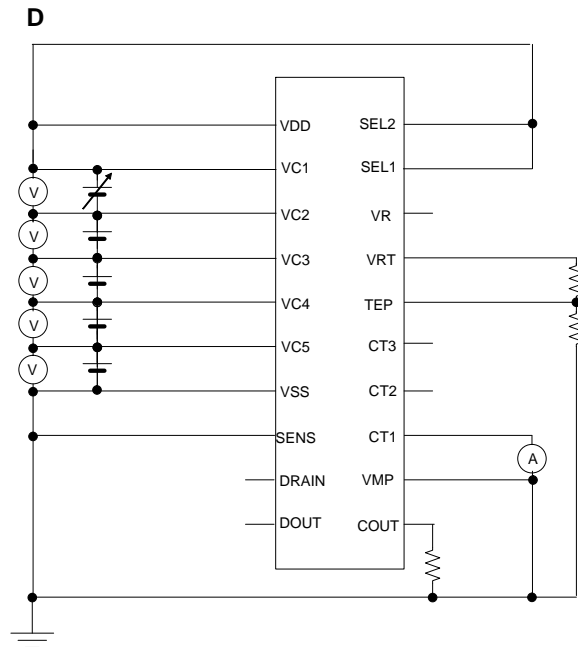 D
VDD
SEL2
VC1
SEL1
V
VC2
VR
V
VC3
VRT
V
VC4
TEP
V
VC5
CT3
V
VSS
CT2
SENS
CT1
A
DRAIN
VMP
DOUT
COUT